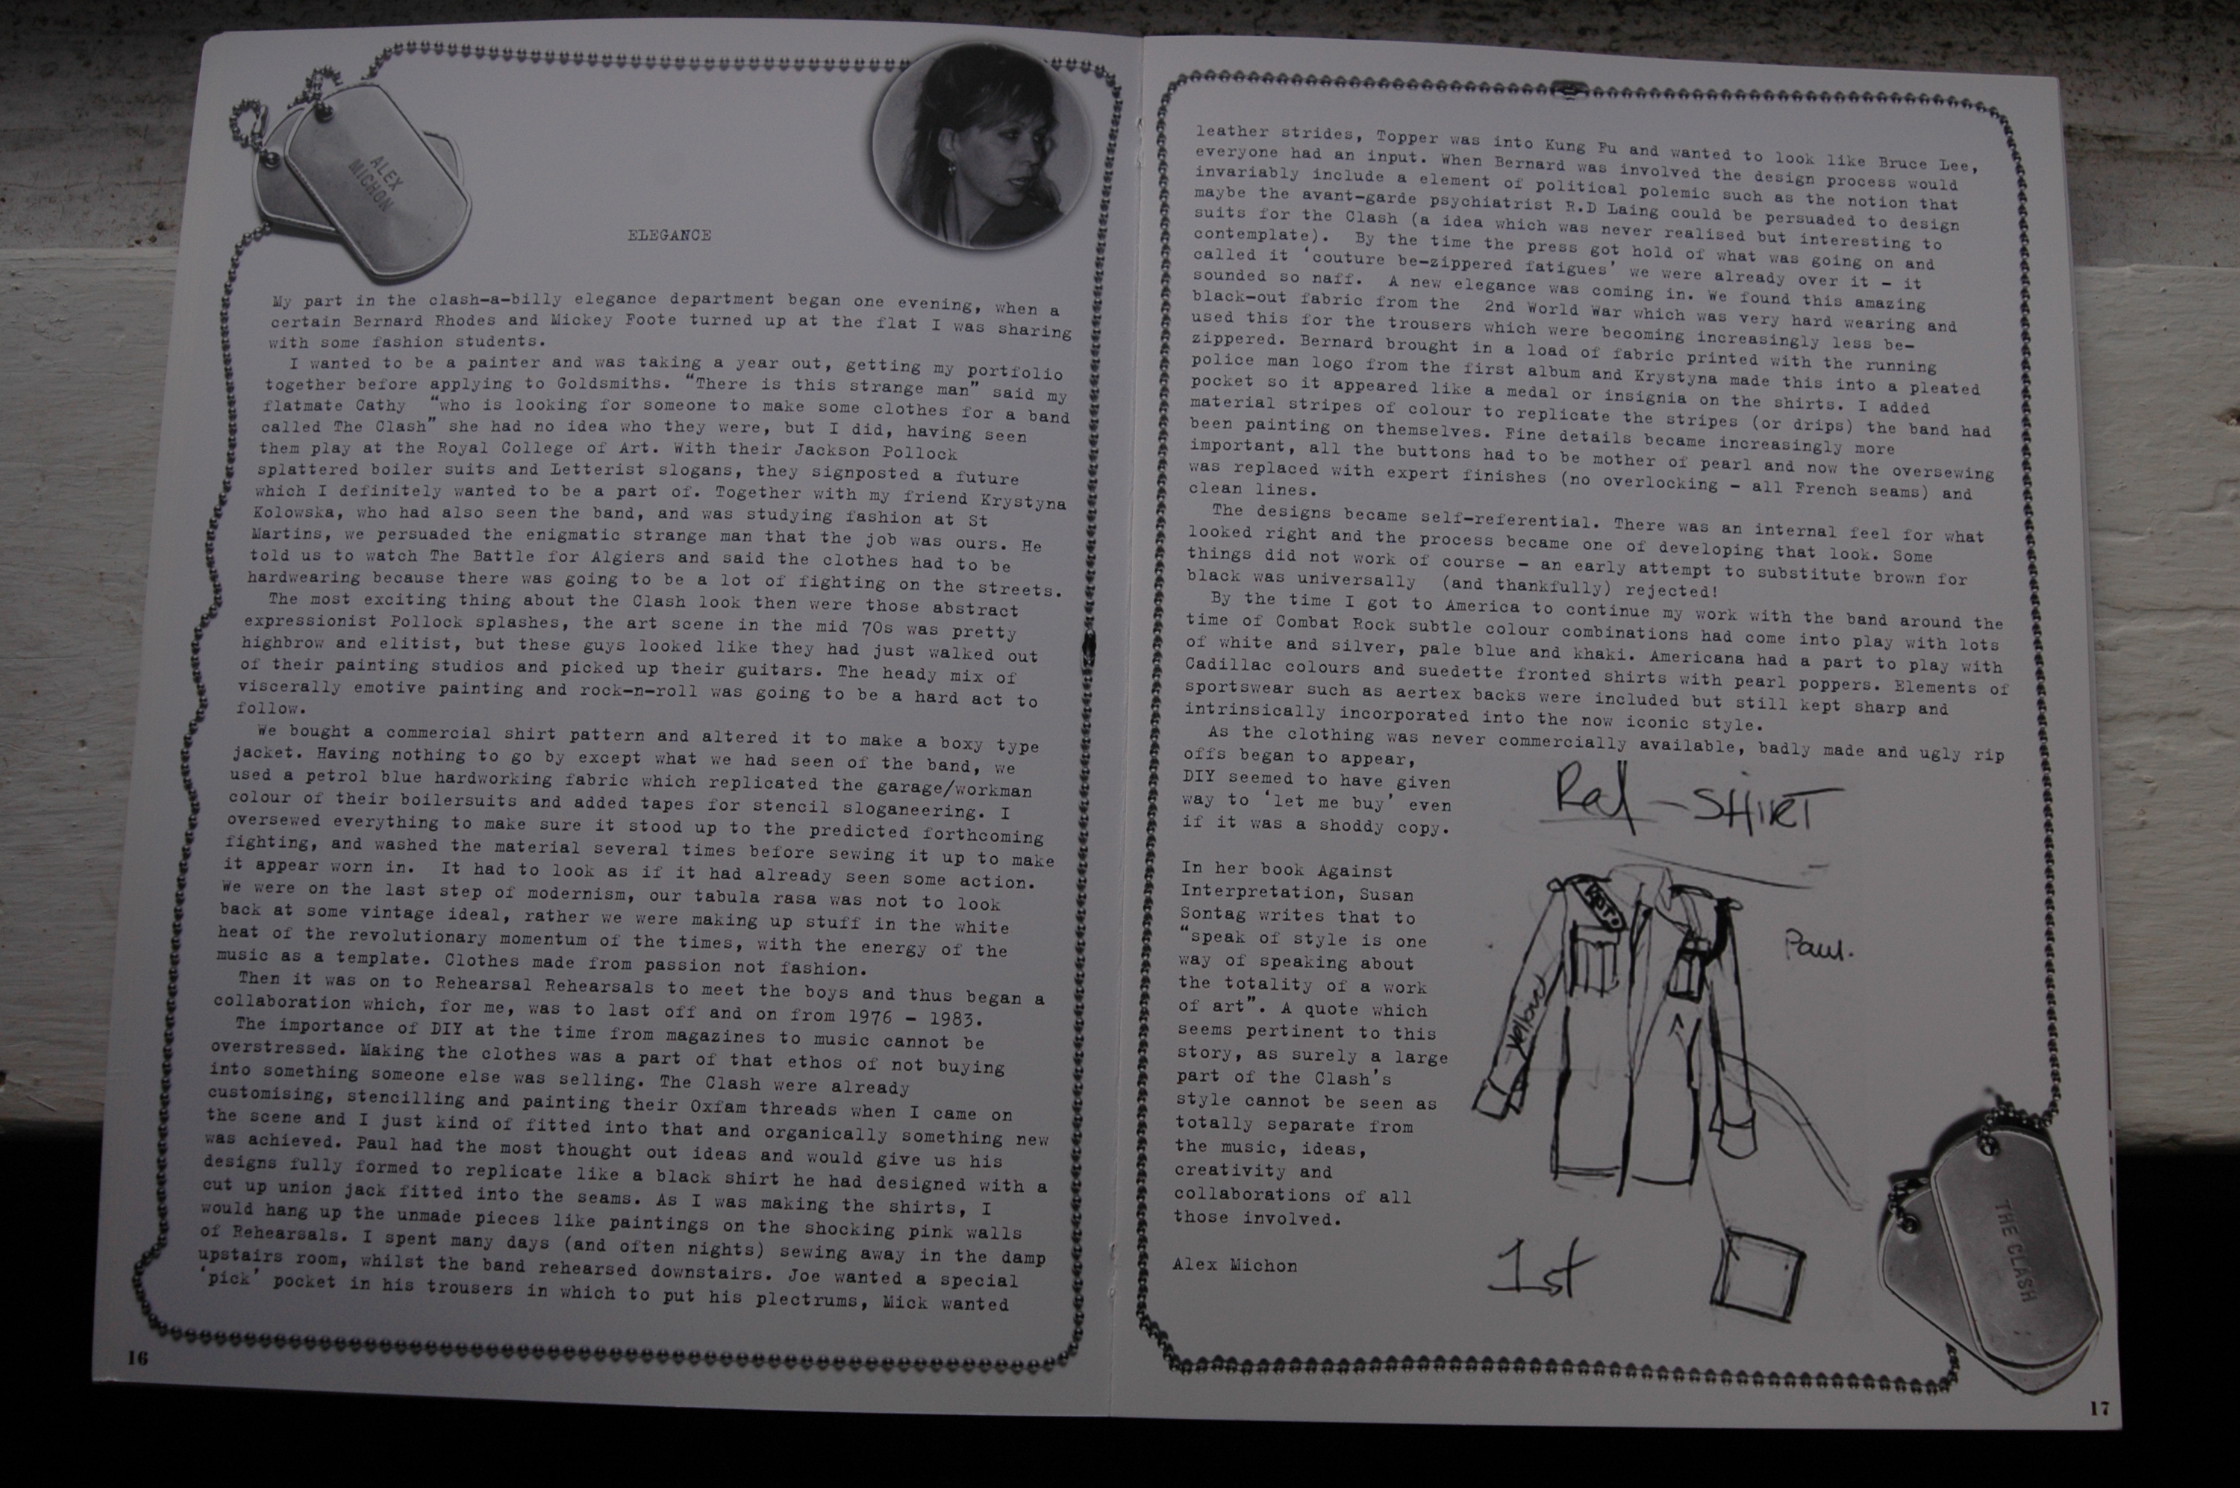 ALEX
MICHON
ELEGANCE
My part in the clash-a-billy elegance department began one evening, when a
certain Bernard Rhodes and Mickey Foote turned up at the flat I was sharing
with some fashion students.
I wanted to be a painter and was taking a year out, getting my portfolio
together before applying to Goldsmiths. “There is this strange man” said my
flatmate Cathy “who is looking for someone to make some clothes for a band
called The Clash” she had no idea who they were, but I did, having seen
them play at the Royal College of Art. With their Jackson Pollock
splattered boiler suits and Letterist slogans, they signposted a future
which I definitely wanted to be a part of. Together with my friend Krystyna
Kolowska, who had also seen the band, and was studying fashion at St
Martins, we persuaded the enigmatic strange man that the job was ours. He
told us to watch The Battle for Algiers and said the clothes had to be
hardwearing because there was going to be a lot of fighting on the streets.
The most exciting thing about the Clash look then were those abstract
expressionist Pollock splashes, the art scene in the mid 70s was pretty
highbrow and elitist, but these guys looked like they had just walked out
of their painting studios and picked up their guitars. The heady mix of
viscerally emotive painting and rock-n-roll was going to be a hard act to
follow.
We bought a commercial shirt pattern and altered it to make a boxy type
jacket. Having nothing to go by except what we had seen of the band, we
used a petrol blue hardworking fabric which replicated the garage/workman
colour of their boilersuits and added tapes for stencil sloganeering. I
oversewed everything to make sure it stood up to the predicted forthcoming
fighting, and washed the material several times before sewing it up to make
it appear worn in. It had to look as if it had already seen some action.
We were on the last step of modernism, our tabula rasa was not to look
back at some vintage ideal, rather we were making up stuff in the white
heat of the revolutionary momentum of the times, with the energy of the
music as a template. Clothes made from passion not fashion.
Then it was on to Rehearsal Rehearsals to meet the boys and thus began a
collaboration which, for me, was to last off and on from 1976 - 1983.
The importance of DIY at the time from magazines to music cannot be
overstressed. Making the clothes was a part of that ethos of not buying
into something someone else was selling. The Clash were already
customising, stencilling and painting their Oxfam threads when I came on
the scene and I just kind of fitted into that and organically something new
was achieved. Paul had the most thought out ideas and would give us his
designs fully formed to replicate like a black shirt he had designed with a
cut up union jack fitted into the seams. As I was making the shirts, I
would hang up the unmade pieces like paintings on the shocking pink walls
of Rehearsals. I spent many days (and often nights) sewing away in the damp
upstairs room, whilst the band rehearsed downstairs. Joe wanted a special
‘pick’ pocket in his trousers in which to put his plectrums, Mick wanted
16
leather strides, Topper was into Kung Fu and wanted to look like Bruce Lee,
everyone had an input. When Bernard was involved the design process would
invariably include a element of political polemic such as the notion that
maybe the avant-garde psychiatrist R.D Laing could be persuaded to design
suits for the Clash (a idea which was never realised but interesting to
contemplate). By the time the press got hold of what was going on and
called it ‘couture be-zippered fatigues’ we were already over it - it
sounded so naff. A new elegance was coming in. We found this amazing
black-out fabric from the 2nd World War which was very hard wearing and
used this for the trousers which were becoming increasingly less be-
zippered. Bernard brought in a load of fabric printed with the running
police man logo from the first album and Krystyna made this into a pleated
pocket so it appeared like a medal or insignia on the shirts. I added
material stripes of colour to replicate the stripes (or drips) the band had
been painting on themselves. Fine details became increasingly more
important, all the buttons had to be mother of pearl and now the oversewing
was replaced with expert finishes (no overlocking - all French seams) and
clean lines.
The designs became self-referential. There was an internal feel for what
looked right and the process became one of developing that look. Some
things did not work of course - an early attempt to substitute brown for
black was universally (and thankfully) rejected!
By the time I got to America to continue my work with the band around the
time of Combat Rock subtle colour combinations had come into play with lots
of white and silver, pale blue and khaki. Americana had a part to play with
Cadillac colours and suedette fronted shirts with pearl poppers. Elements of
sportswear such as aertex backs were included but still kept sharp and
intrinsically incorporated into the now iconic style.
As the clothing was never commercially available, badly made and ugly rip
offs began to appear,
DIY seemed to have given
way to ‘let me buy’ even
if it was a shoddy copy.
In her book Against
Interpretation, Susan
Sontag writes that to
“speak of style is one
way of speaking about
the totality of a work
of art”. A quote which
seems pertinent to this
story, as surely a large
part of the Clash’s
style cannot be seen as
totally separate from
the music, ideas,
creativity and
collaborations of all
those involved.
Alex Michon
Red - SHIRT
Paul.
Yellow
1st
THE CLASH
17